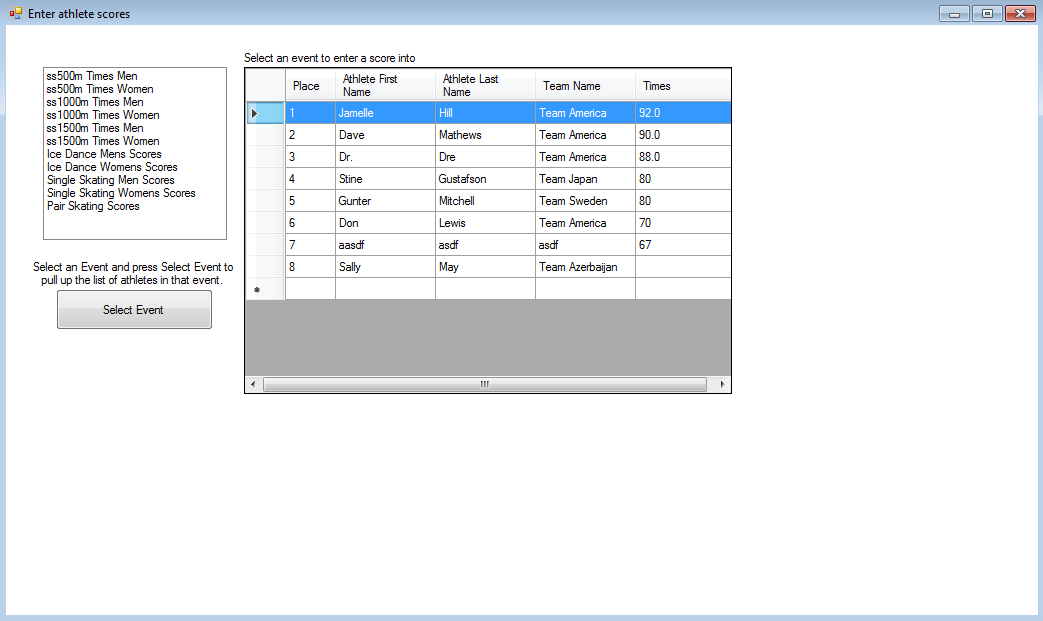 Enter athlete scores
Select an event to enter a score into
ss500m Times Men
ss500m Times Women
ss1000m Times Men
ss1000m Times Women
ss1500m Times Men
ss1500m Times Women
Ice Dance Mens Scores
Ice Dance Womens Scores
Single Skating Men Scores
Single Skating Womens Scores
Pair Skating Scores
Select an Event and press Select Event to
pull up the list of athletes in that event.
Select Event
Place Athlete First Name Athlete Last Name Team Name Times
1 Jamelle Hill Team America 92.0
2 Dave Mathews Team America 90.0
3 Dr. Dre Team America 88.0
4 Stine Gustafson Team Japan 80
5 Gunter Mitchell Team Sweden 80
6 Don Lewis Team America 70
7 aasdf asdf asdf 67
8 Sally May Team Azerbaijan